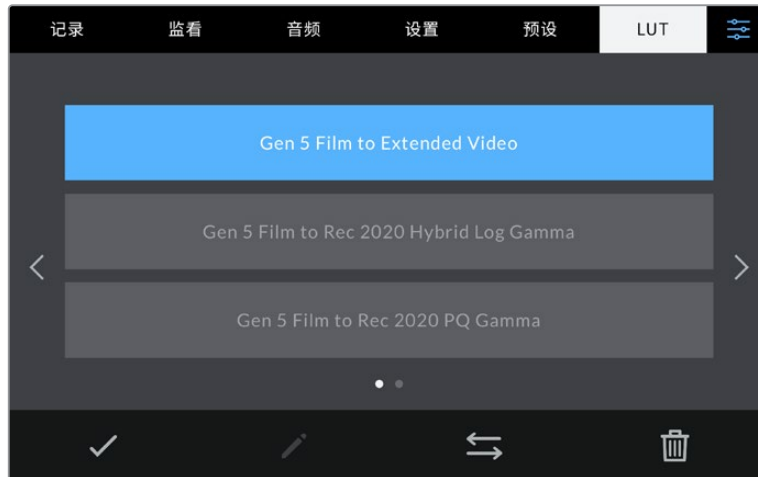 记录 监看 音频 设置 预设 LUT
Gen 5 Film to Extended Video
Gen 5 Film to Rec 2020 Hybrid Log Gamma
Gen 5 Film to Rec 2020 PQ Gamma